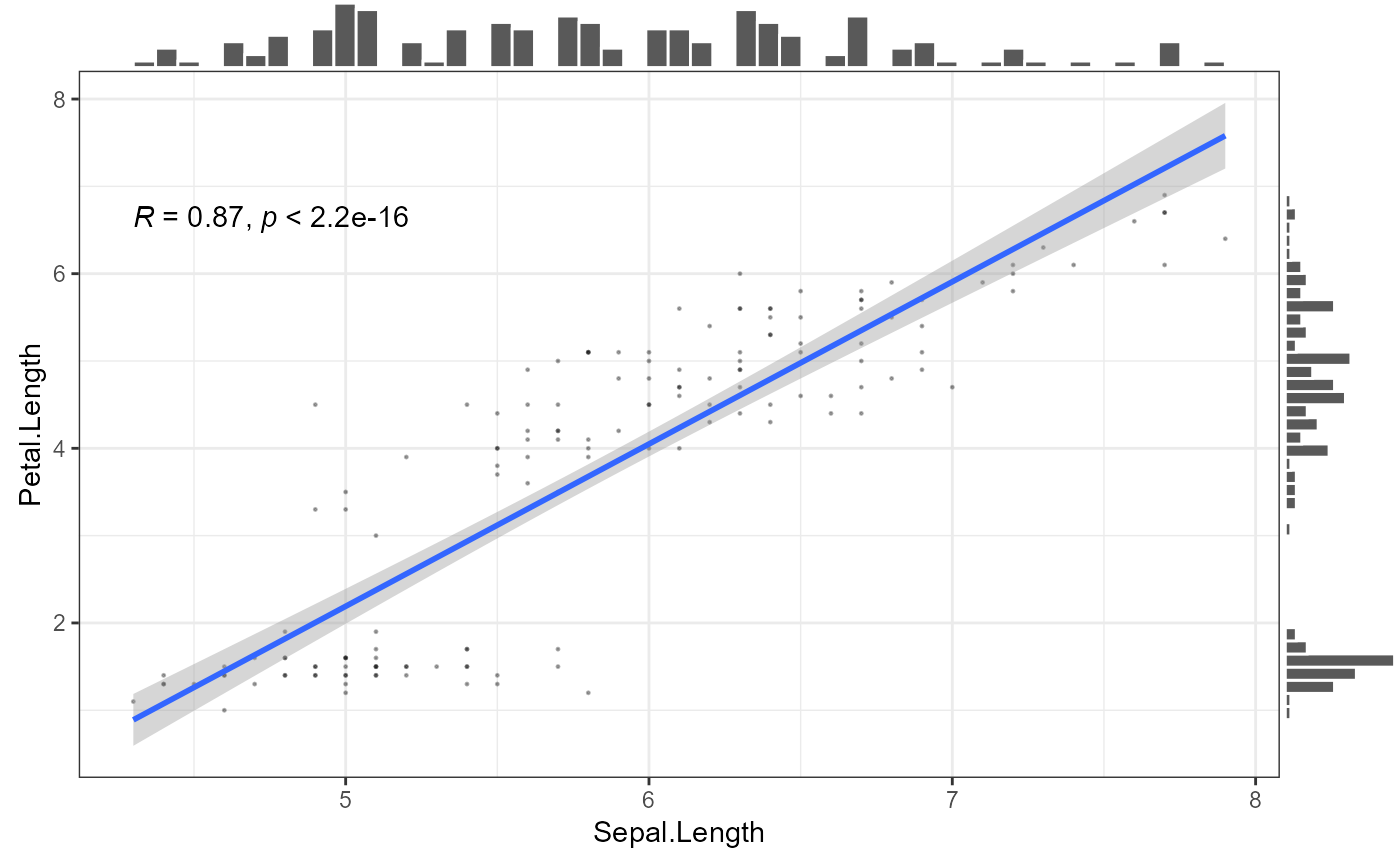 8
R = 0.87, p < 2.2e-16
6
Petal.Length
4
2
5 6 7 8
Sepal.Length